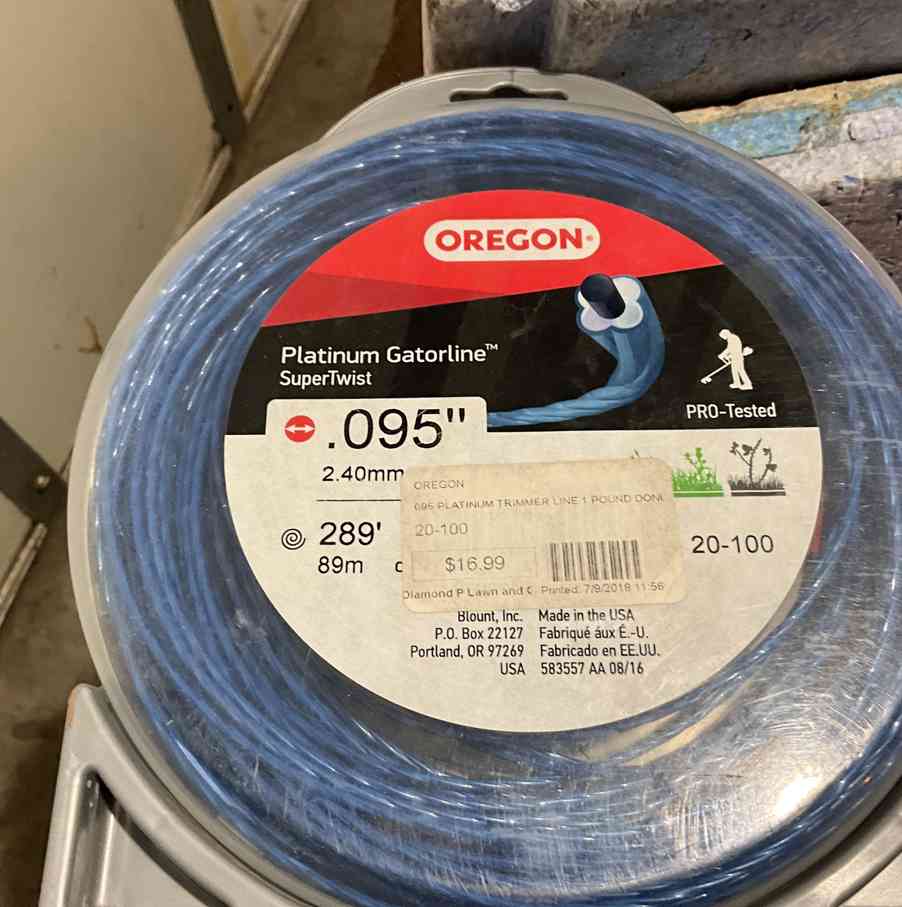 OREGON®
Platinum Gatorline™
SuperTwist
PRO-Tested
.095"
2.40mm
OREGON
.095 PLATINUM TRIMMER LINE 1 POUND DONU
20-100
$16.99
Diamond P Lawn and G Printed: 7/9/2018 11:56
289'
89m
20-100
Blount, Inc.
P.O. Box 22127
Portland, OR 97269
USA
Made in the USA
Fabriqué áux É.-U.
Fabricado en EE.UU.
583557 AA 08/16